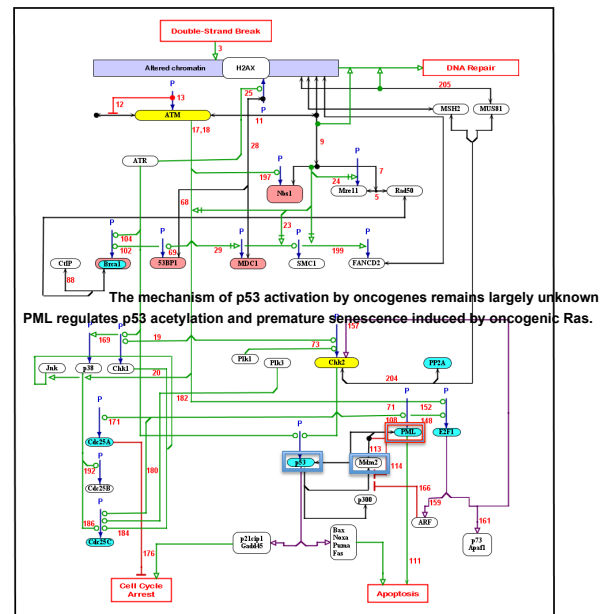 Double-Strand Break
3
Altered chromatin
H2AX
DNA Repair
P
25
205
12
13
MSH2
MUS81
ATM
11
17,18
28
9
ATR
P
P
7
197
24
Nbs1
Mre11
5
Rad50
68
23
P
P
P
P
P
104
102
69
29
199
CtIP
Brca1
53BP1
MDC1
SMC1
FANCD2
88
The mechanism of p53 activation by oncogenes remains largely unknown
PML regulates p53 acetylation and premature senescence induced by oncogenic Ras.
P
P
P
157
169
19
73
Jnk
p38
Chk1
20
Plk1
Plk3
Chk2
PP2A
204
182
P
P
P
171
71
152
108
148
PML
E2F1
Cdc25A
P
P
113
192
p53
Mdm2
114
Cdc25B
180
166
P
p300
159
186
184
ARF
161
Cdc25C
p21cip1
Gadd45
Bax
Noxa
Puma
Fas
p73
Apaf1
176
111
Cell Cycle
Arrest
Apoptosis